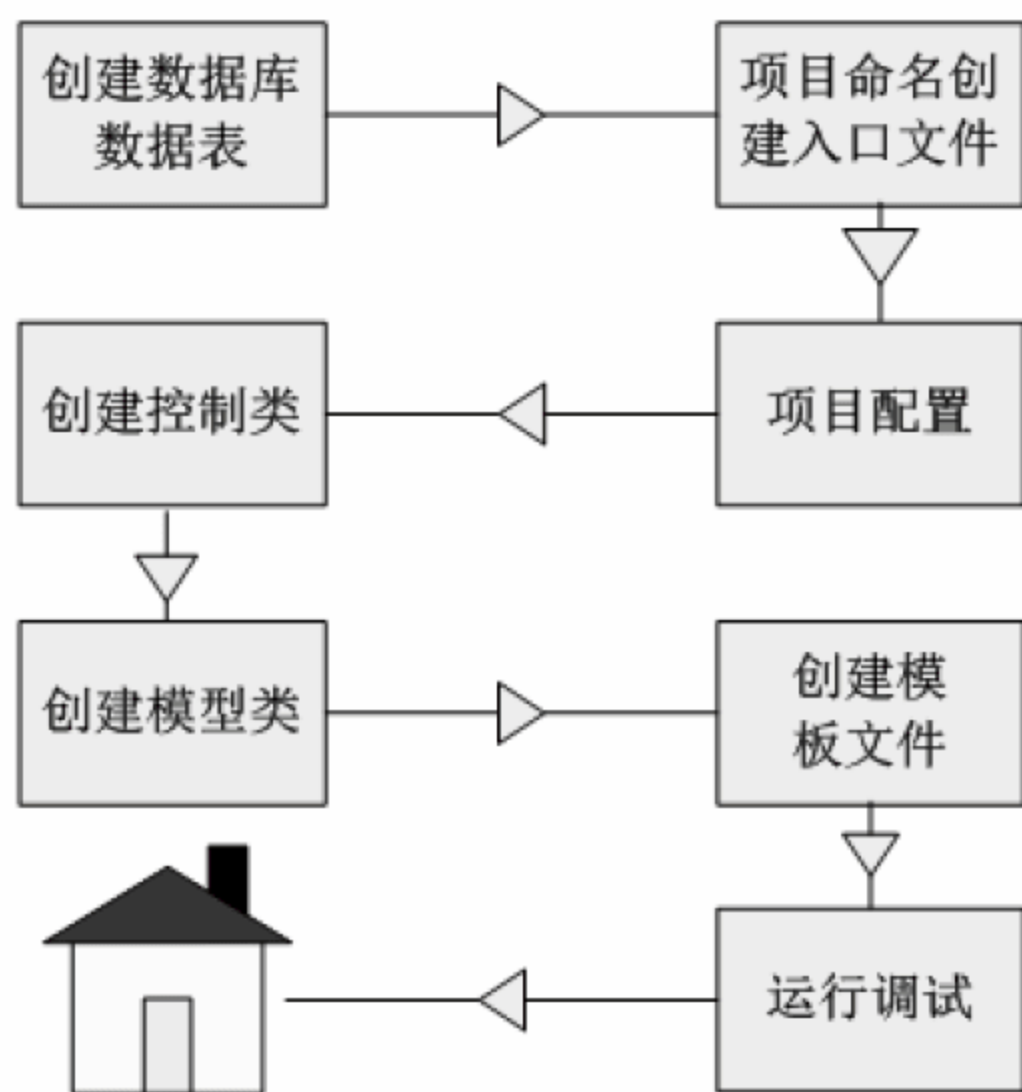 创建数据库
数据表
项目命名创
建入口文件
创建控制类
项目配置
创建模型类
创建模
板文件
运行调试